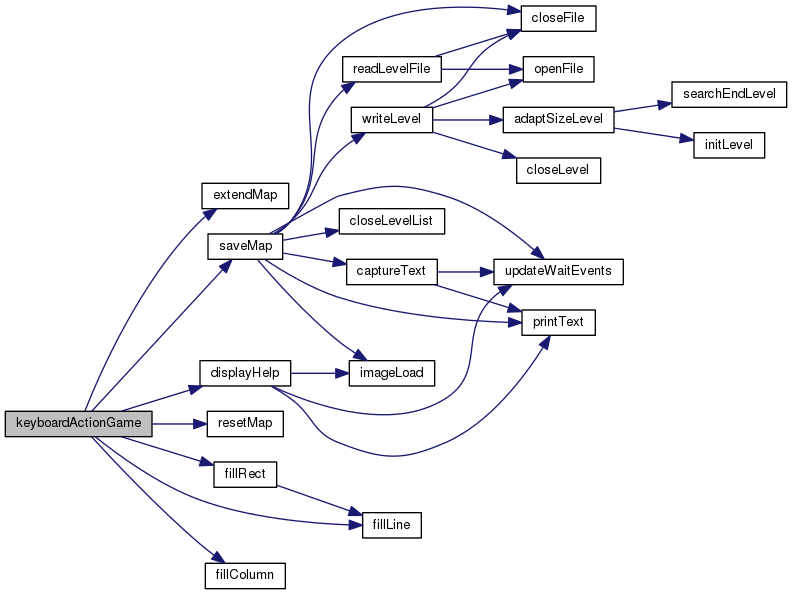 closeFile
readLevelFile
openFile
searchEndLevel
writeLevel
adaptSizeLevel
initLevel
closeLevel
extendMap
closeLevelList
saveMap
captureText
updateWaitEvents
printText
displayHelp
imageLoad
keyboardActionGame
resetMap
fillRect
fillLine
fillColumn